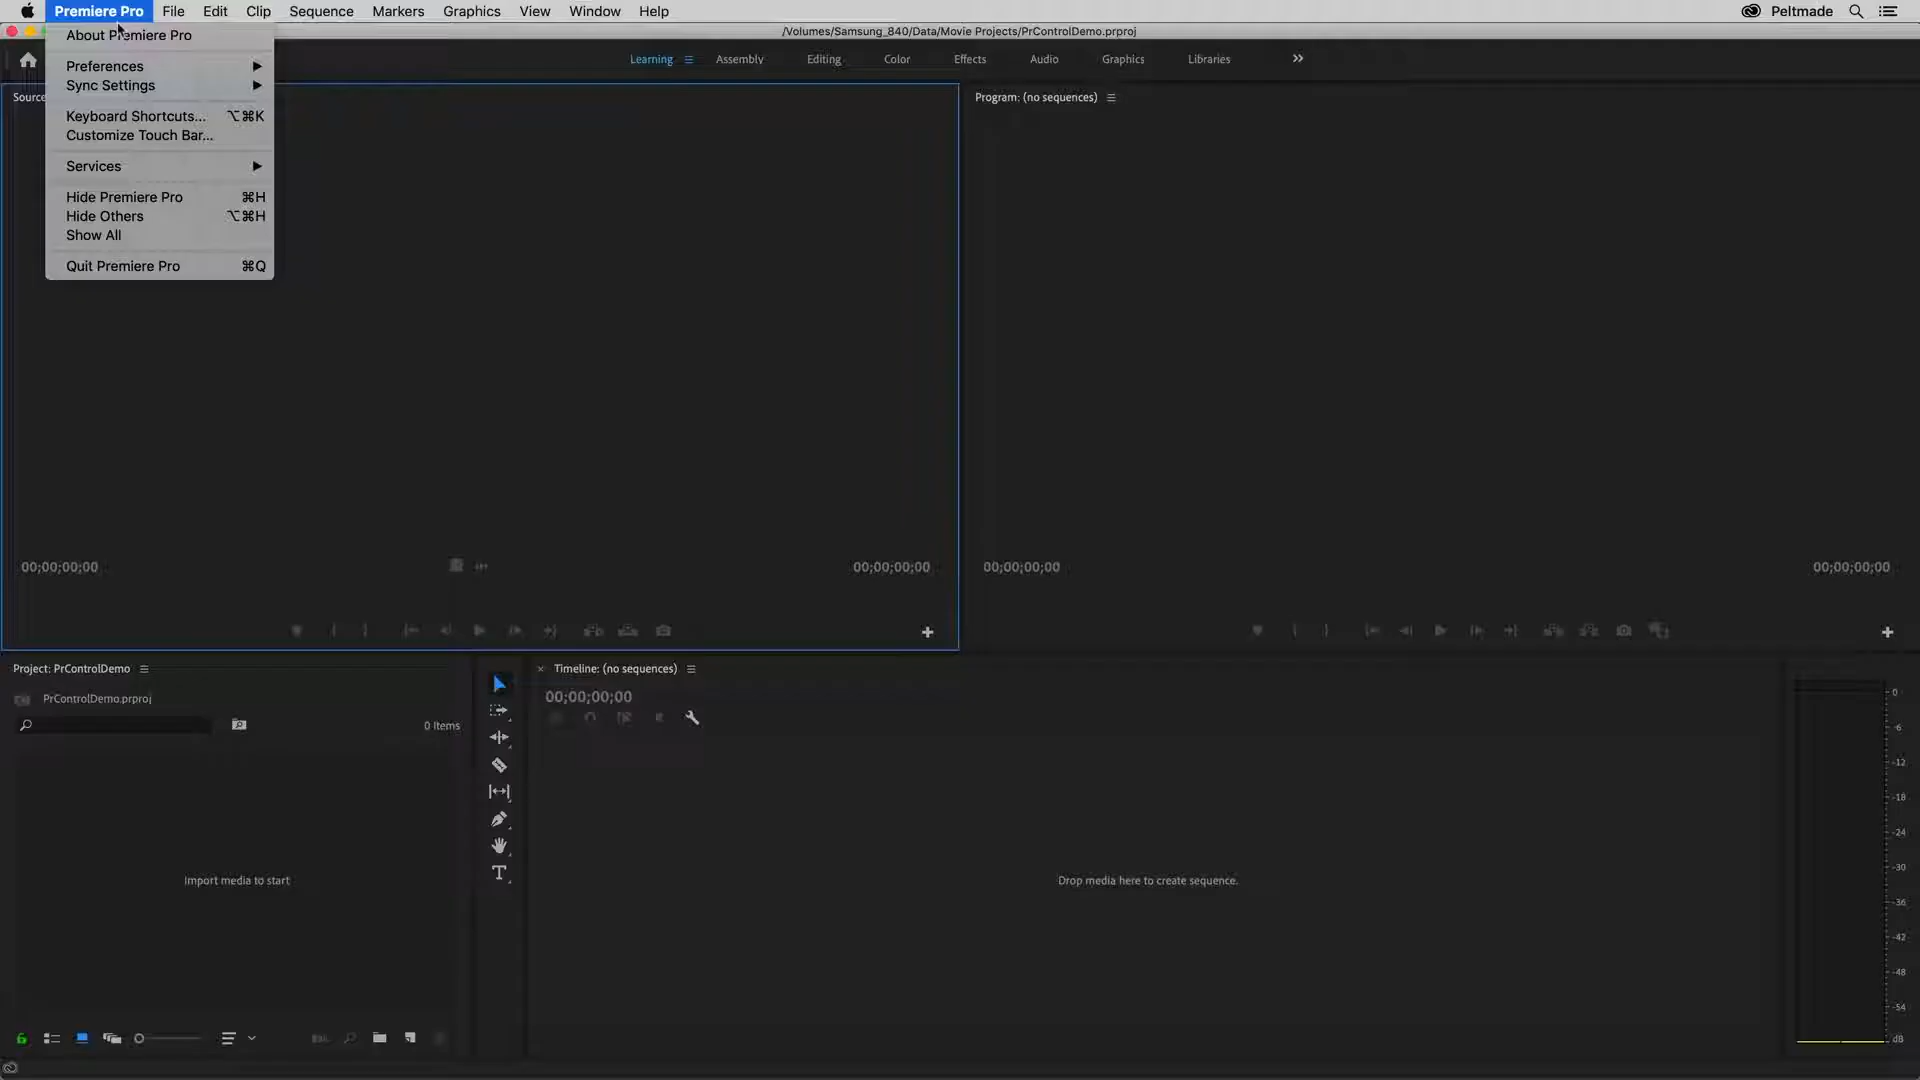 Premiere Pro File Edit Clip Sequence Markers Graphics View Window Help Peltmade
/Volumes/Samsung_840/Data/Movie Projects/PrControlDemo.prproj
About Premiere Pro
Preferences
Sync Settings
Keyboard Shortcuts... ⌥⌘K
Customize Touch Bar...
Services
Hide Premiere Pro ⌘H
Hide Others ⌥⌘H
Show All
Quit Premiere Pro ⌘Q
Learning Assembly Editing Color Effects Audio Graphics Libraries
Source
Program: (no sequences)
00;00;00;00 00;00;00;00
00;00;00;00 00;00;00;00
Project: PrControlDemo
PrControlDemo.prproj
0 Items
Import media to start
Timeline: (no sequences)
00;00;00;00
Drop media here to create sequence.
0
-6
-12
-18
-24
-30
-36
-42
-48
-54
dB